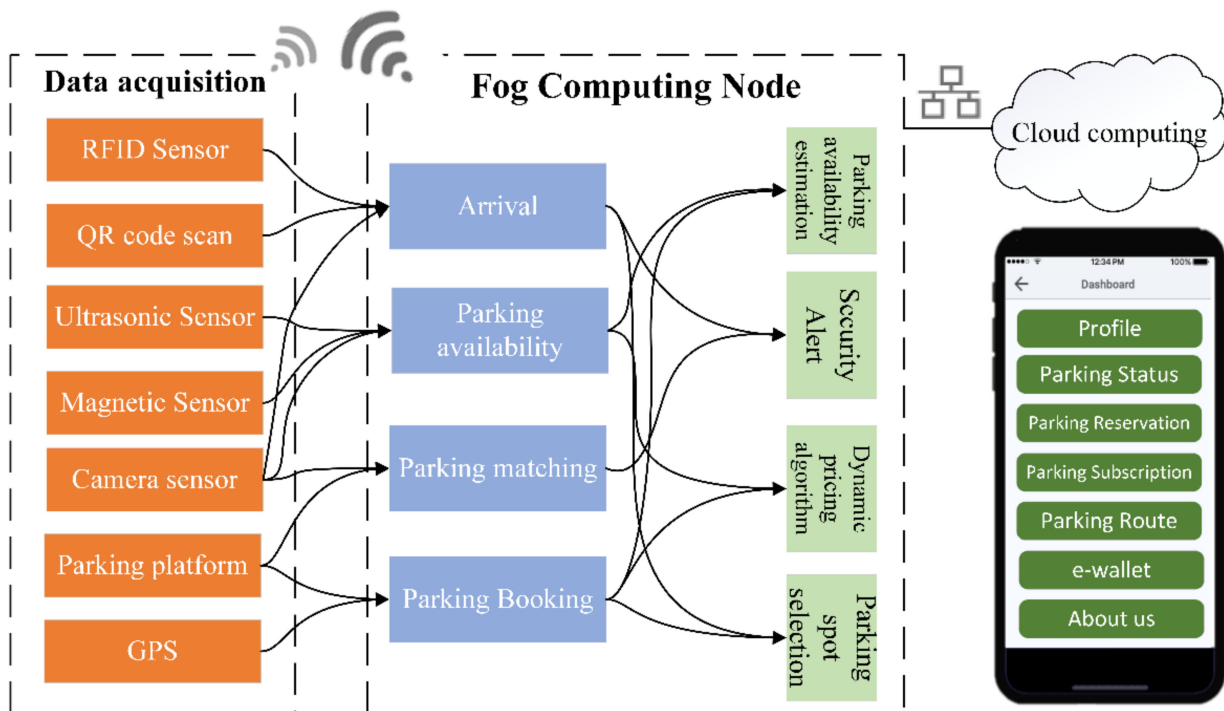 Data acquisition
RFID Sensor
QR code scan
Ultrasonic Sensor
Magnetic Sensor
Camera sensor
Parking platform
GPS
Fog Computing Node
Arrival
Parking
availability
Parking matching
Parking Booking
Parking
availability
estimation
Security
Alert
Dynamic
pricing
algorithm
Parking
spot
selection
Cloud computing
12:34 PM
100%
Dashboard
Profile
Parking Status
Parking Reservation
Parking Subscription
Parking Route
e-wallet
About us